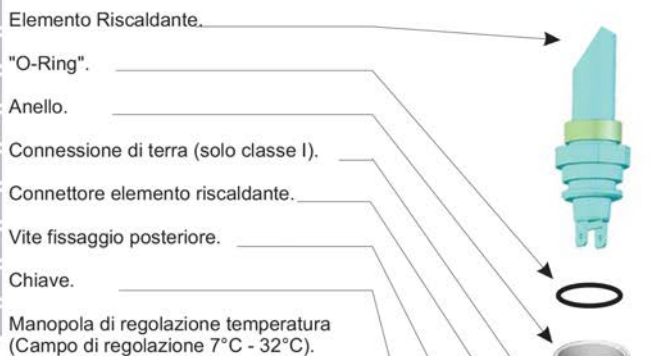 Elemento Riscaldante.
"O-Ring".
Anello.
Connessione di terra (solo classe I).
Connettore elemento riscaldante.
Vite fissaggio posteriore.
Chiave.
Manopola di regolazione temperatura
(Campo di regolazione 7°C - 32°C).